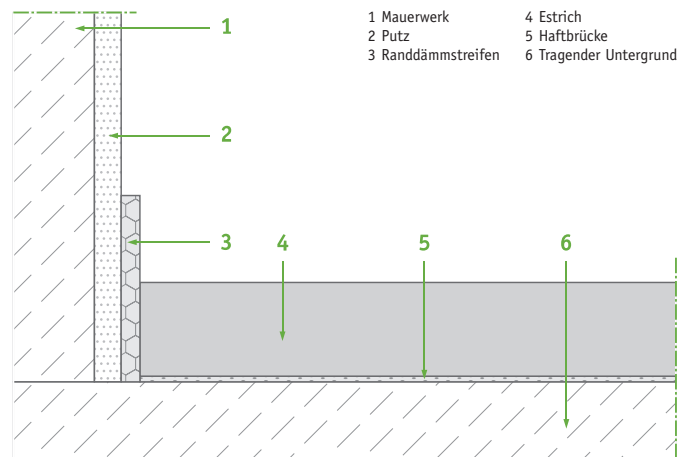 1 Mauerwerk
2 Putz
3 Randdämmstreifen
4 Estrich
5 Haftbrücke
6 Tragender Untergrund
1
2
3
4
5
6